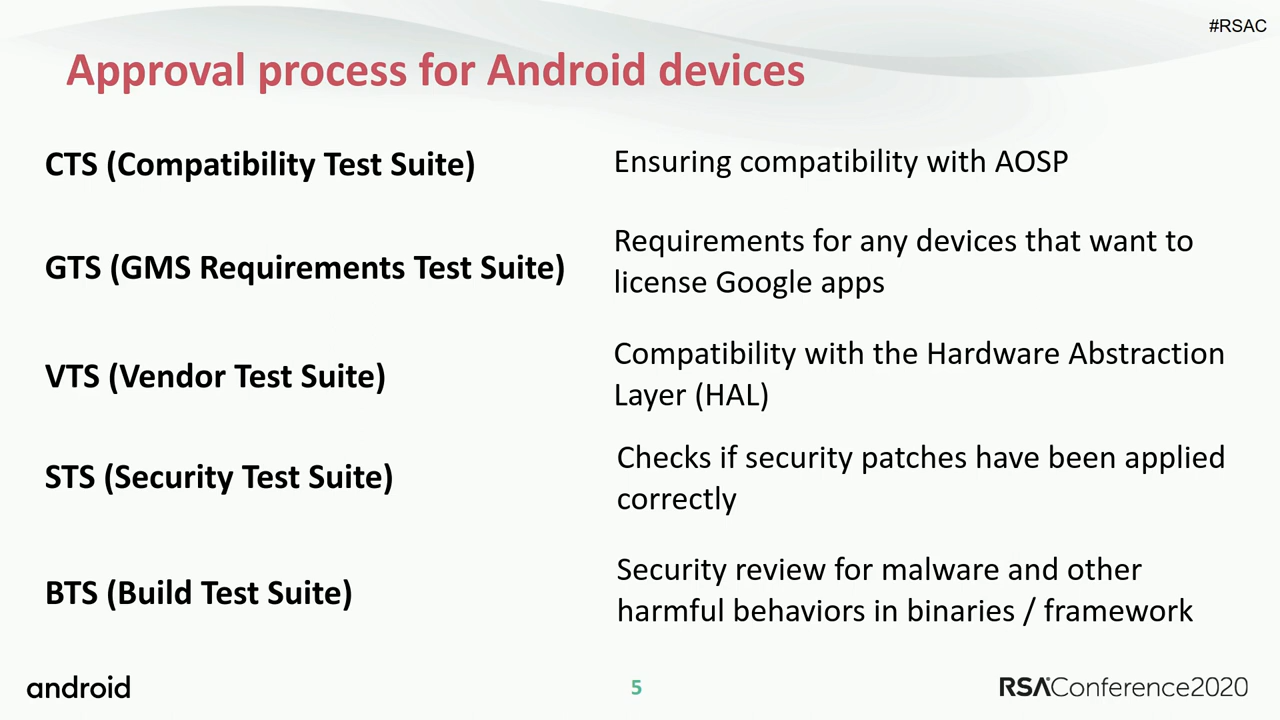 #RSAC
Approval process for Android devices
CTS (Compatibility Test Suite)
Ensuring compatibility with AOSP
GTS (GMS Requirements Test Suite)
Requirements for any devices that want to
license Google apps
VTS (Vendor Test Suite)
Compatibility with the Hardware Abstraction
Layer (HAL)
STS (Security Test Suite)
Checks if security patches have been applied
correctly
BTS (Build Test Suite)
Security review for malware and other
harmful behaviors in binaries / framework
android
5
RSAConference2020